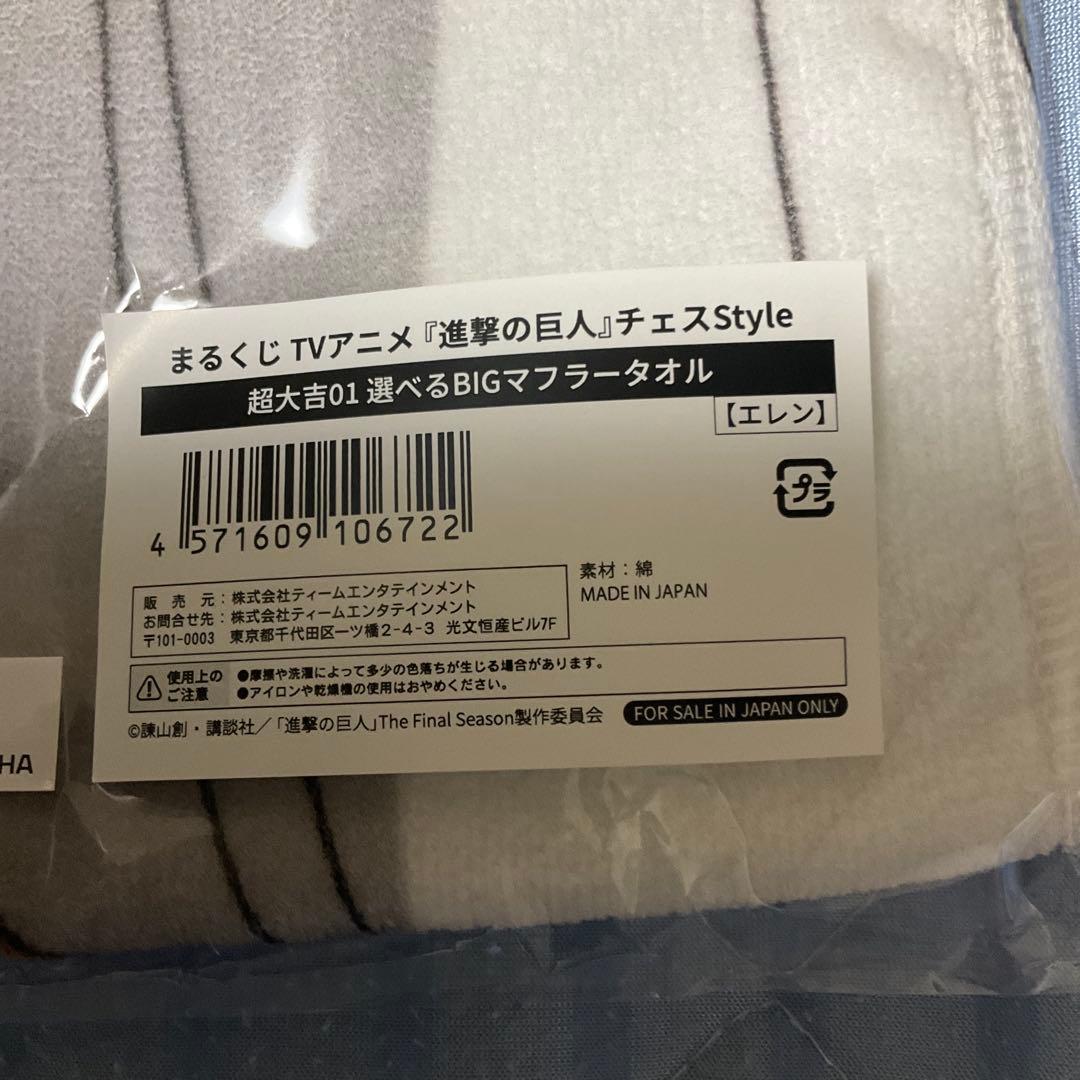 まるくじ TVアニメ『進撃の巨人』チェスStyle
超大吉01 選べるBIGマフラータオル
【エレン】
4 571609 106722
プラ
素材：綿
MADE IN JAPAN
販売元：株式会社ティームエンタテインメント
お問合せ先：株式会社ティームエンタテインメント
〒101-0003 東京都千代田区一ツ橋2-4-3 光文恒産ビル7F
使用上のご注意
●摩擦や洗濯によって多少の色落ちが生じる場合があります。
●アイロンや乾燥機の使用はおやめください。
©諫山創・講談社／「進撃の巨人」The Final Season製作委員会
FOR SALE IN JAPAN ONLY
HA